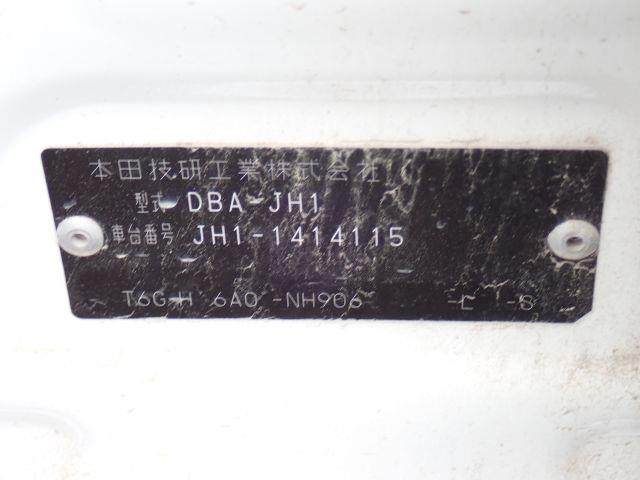 本田技研工業株式会社
型式 DBA-JH1
車台番号 JH1-1414115
T6G-H 6A0 -NH906 -L -S